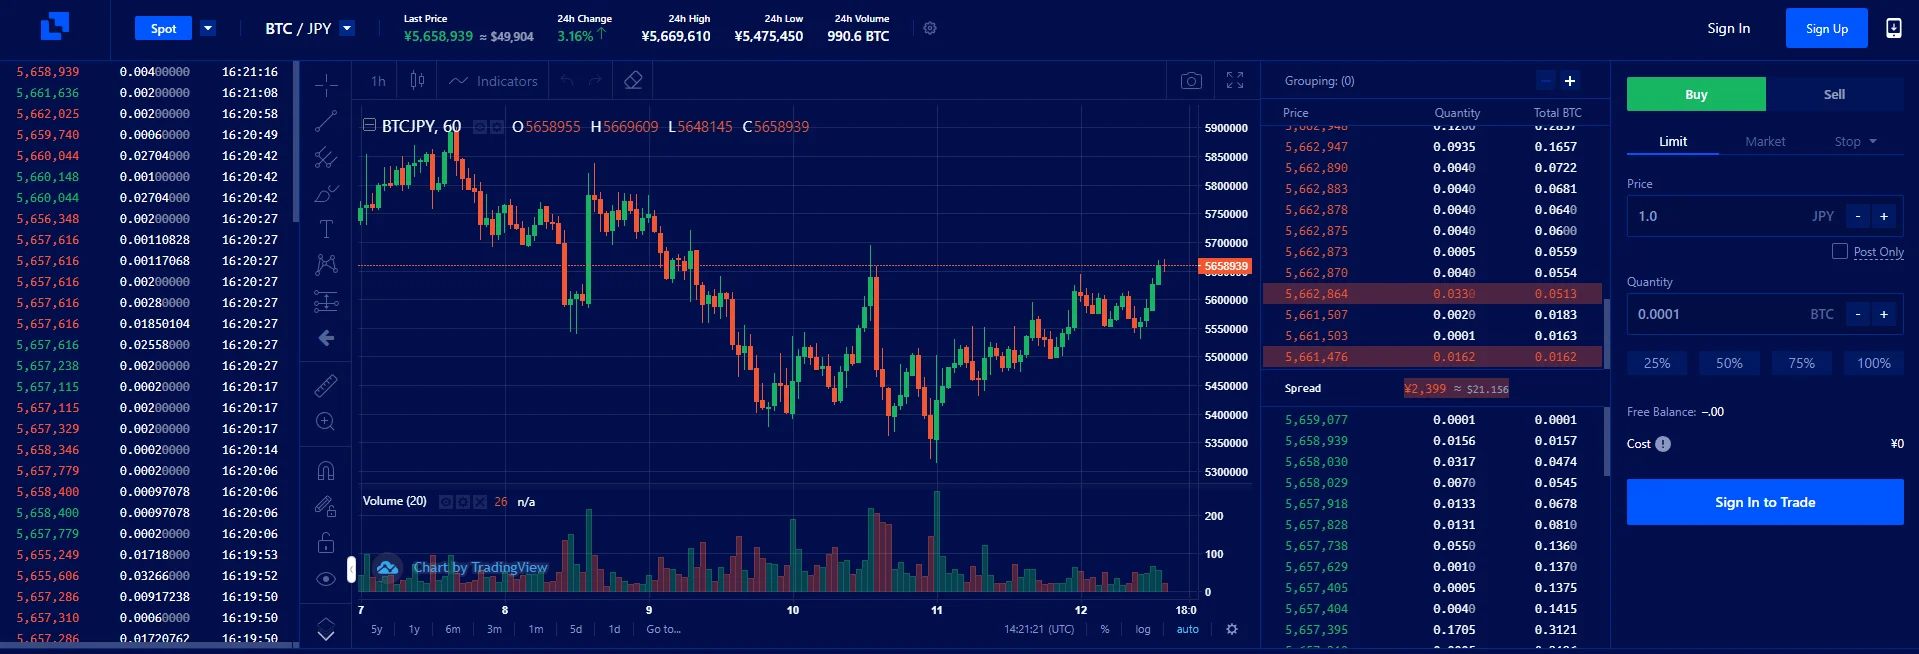 Spot
BTC / JPY
Last Price
¥5,658,939 ≈ $49,904
24h Change
3.16%
24h High
¥5,669,610
24h Low
¥5,475,450
24h Volume
990.6 BTC
Sign In
Sign Up
5,658,939 0.00400000 16:21:16
5,661,636 0.00200000 16:21:08
5,662,025 0.00200000 16:20:58
5,659,740 0.00060000 16:20:49
5,660,044 0.02704000 16:20:42
5,660,148 0.00100000 16:20:42
5,660,044 0.02704000 16:20:42
5,656,348 0.00200000 16:20:27
5,657,616 0.00110828 16:20:27
5,657,616 0.00117068 16:20:27
5,657,616 0.00200000 16:20:27
5,657,616 0.00280000 16:20:27
5,657,616 0.01850104 16:20:27
5,657,616 0.02558000 16:20:27
5,657,238 0.00200000 16:20:27
5,657,115 0.00020000 16:20:17
5,657,115 0.00200000 16:20:17
5,657,329 0.00200000 16:20:17
5,658,346 0.00020000 16:20:14
5,657,779 0.00020000 16:20:06
5,658,400 0.00097078 16:20:06
5,658,400 0.00097078 16:20:06
5,657,779 0.00020000 16:20:06
5,655,249 0.01718000 16:19:53
5,655,606 0.03266000 16:19:52
5,657,286 0.00917238 16:19:50
5,657,310 0.00060000 16:19:50
5,657,286 0.01720762 16:19:50
1h
Indicators
BTCJPY, 60 O5658955 H5669609 L5648145 C5658939
5900000
5850000
5800000
5750000
5700000
5658939
5600000
5550000
5500000
5450000
5400000
5350000
5300000
Volume (20) 26 n/a
200
100
0
Chart by TradingView
7 8 9 10 11 12 18:0
5y 1y 6m 3m 1m 5d 1d Go to...
14:21:21 (UTC) % log auto
Grouping: (0) - +
Price Quantity Total BTC
5,662,948 0.1200 0.2857
5,662,947 0.0935 0.1657
5,662,890 0.0040 0.0722
5,662,883 0.0040 0.0681
5,662,878 0.0040 0.0640
5,662,875 0.0040 0.0600
5,662,873 0.0005 0.0559
5,662,870 0.0040 0.0554
5,662,864 0.0330 0.0513
5,661,507 0.0020 0.0183
5,661,503 0.0001 0.0163
5,661,476 0.0162 0.0162
Spread ¥2,399 ≈ $21.156
5,659,077 0.0001 0.0001
5,658,939 0.0156 0.0157
5,658,030 0.0317 0.0474
5,658,029 0.0070 0.0545
5,657,918 0.0133 0.0678
5,657,828 0.0131 0.0810
5,657,738 0.0550 0.1360
5,657,629 0.0010 0.1370
5,657,405 0.0005 0.1375
5,657,404 0.0040 0.1415
5,657,395 0.1705 0.3121
Buy Sell
Limit Market Stop
Price
1.0 JPY - +
Post Only
Quantity
0.0001 BTC - +
25% 50% 75% 100%
Free Balance: –.00
Cost ! ¥0
Sign In to Trade